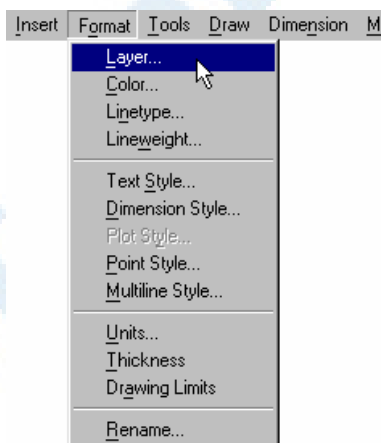 Insert Format Tools Draw Dimension M
Layer...
Color...
Linetype...
Lineweight...
Text Style...
Dimension Style...
Plot Style...
Point Style...
Multiline Style...
Units...
Thickness
Drawing Limits
Rename...